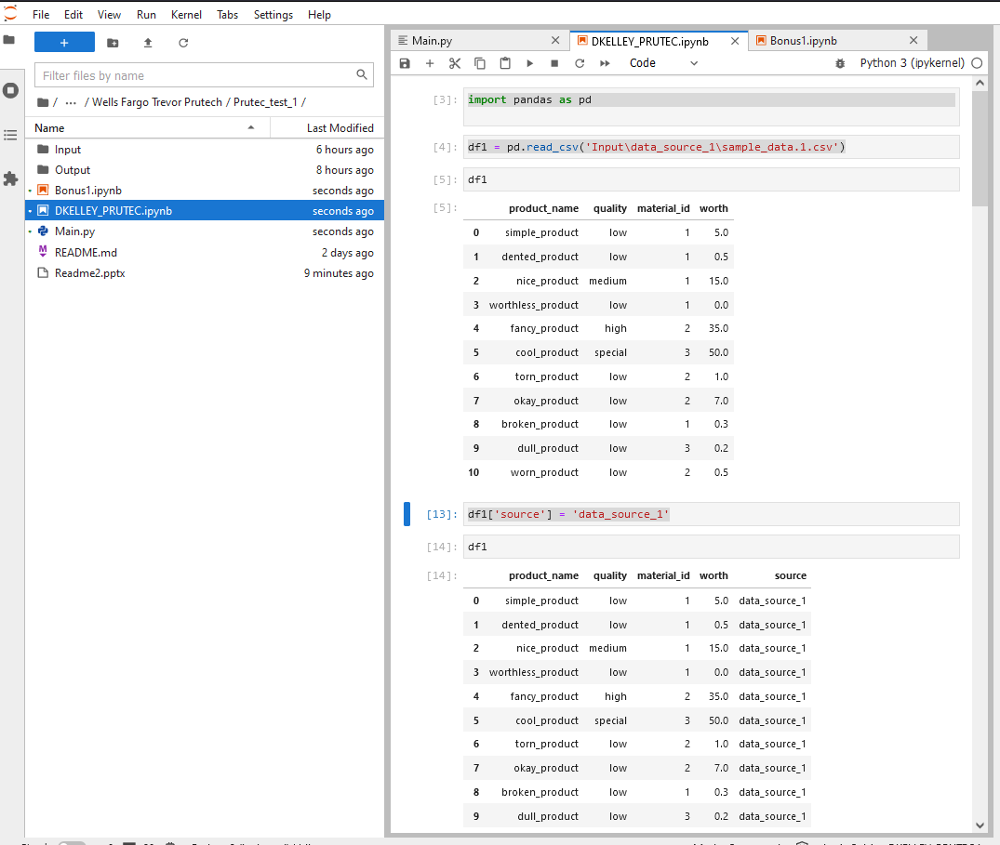 File Edit View Run Kernel Tabs Settings Help
+
Filter files by name
/ ··· / Wells Fargo Trevor Prutech / Prutec_test_1 /
Name Last Modified
Input 6 hours ago
Output 8 hours ago
Bonus1.ipynb seconds ago
DKELLEY_PRUTEC.ipynb seconds ago
Main.py seconds ago
README.md 2 days ago
Readme2.pptx 9 minutes ago
Main.py DKELLEY_PRUTEC.ipynb Bonus1.ipynb
Code Python 3 (ipykernel)
[3]: import pandas as pd
[4]: df1 = pd.read_csv('Input\data_source_1\sample_data.1.csv')
[5]: df1
[5]: product_name quality material_id worth
0 simple_product low 1 5.0
1 dented_product low 1 0.5
2 nice_product medium 1 15.0
3 worthless_product low 1 0.0
4 fancy_product high 2 35.0
5 cool_product special 3 50.0
6 torn_product low 2 1.0
7 okay_product low 2 7.0
8 broken_product low 1 0.3
9 dull_product low 3 0.2
10 worn_product low 2 0.5
[13]: df1['source'] = 'data_source_1'
[14]: df1
[14]: product_name quality material_id worth source
0 simple_product low 1 5.0 data_source_1
1 dented_product low 1 0.5 data_source_1
2 nice_product medium 1 15.0 data_source_1
3 worthless_product low 1 0.0 data_source_1
4 fancy_product high 2 35.0 data_source_1
5 cool_product special 3 50.0 data_source_1
6 torn_product low 2 1.0 data_source_1
7 okay_product low 2 7.0 data_source_1
8 broken_product low 1 0.3 data_source_1
9 dull_product low 3 0.2 data_source_1